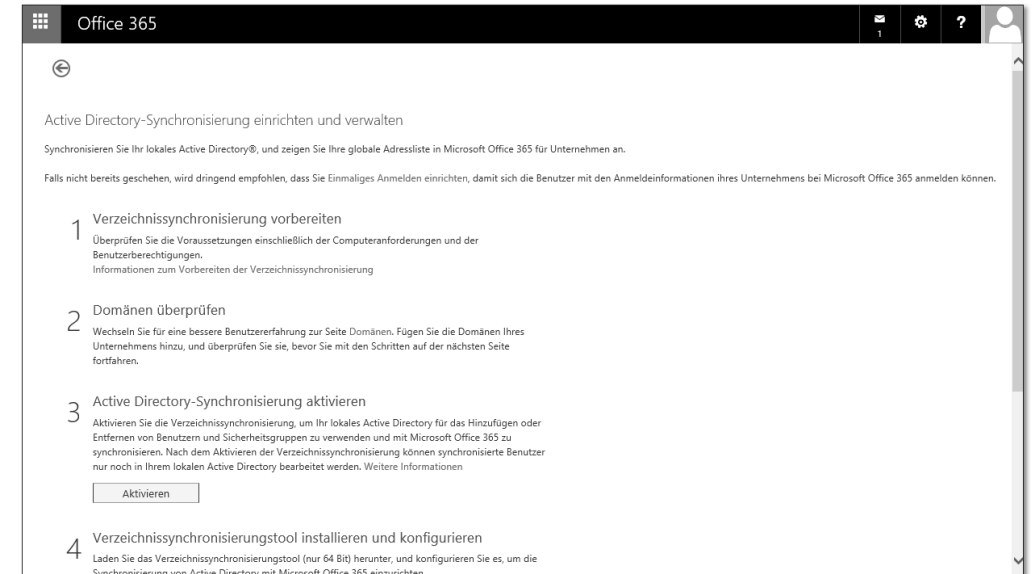 Office 365
1
?
Active Directory-Synchronisierung einrichten und verwalten
Synchronisieren Sie Ihr lokales Active Directory®, und zeigen Sie Ihre globale Adressliste in Microsoft Office 365 für Unternehmen an.
Falls nicht bereits geschehen, wird dringend empfohlen, dass Sie Einmaliges Anmelden einrichten, damit sich die Benutzer mit den Anmeldeinformationen ihres Unternehmens bei Microsoft Office 365 anmelden können.
1 Verzeichnissynchronisierung vorbereiten
Überprüfen Sie die Voraussetzungen einschließlich der Computeranforderungen und der
Benutzerberechtigungen.
Informationen zum Vorbereiten der Verzeichnissynchronisierung
2 Domänen überprüfen
Wechseln Sie für eine bessere Benutzererfahrung zur Seite Domänen. Fügen Sie die Domänen Ihres
Unternehmens hinzu, und überprüfen Sie sie, bevor Sie mit den Schritten auf der nächsten Seite
fortfahren.
3 Active Directory-Synchronisierung aktivieren
Aktivieren Sie die Verzeichnissynchronisierung, um Ihr lokales Active Directory für das Hinzufügen oder
Entfernen von Benutzern und Sicherheitsgruppen zu verwenden und mit Microsoft Office 365 zu
synchronisieren. Nach dem Aktivieren der Verzeichnissynchronisierung können synchronisierte Benutzer
nur noch in Ihrem lokalen Active Directory bearbeitet werden. Weitere Informationen
Aktivieren
4 Verzeichnissynchronisierungstool installieren und konfigurieren
Laden Sie das Verzeichnissynchronisierungstool (nur 64 Bit) herunter, und konfigurieren Sie es, um die
Synchronisierung von Active Directory mit Microsoft Office 365 einzurichten.